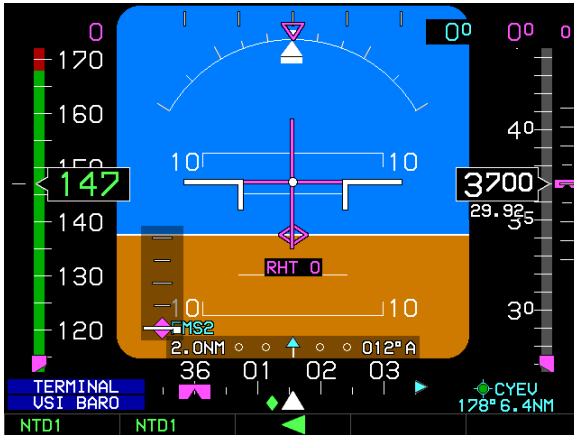 0
0°
0°
0
170
160
150
147
140
130
120
10
10
10
10
40
3700
29.92
35
30
RHT 0
FMS2
2.0NM
012°A
36
01
02
03
TERMINAL
VSI BARO
CYEV
178°6.4NM
NTD1
NTD1